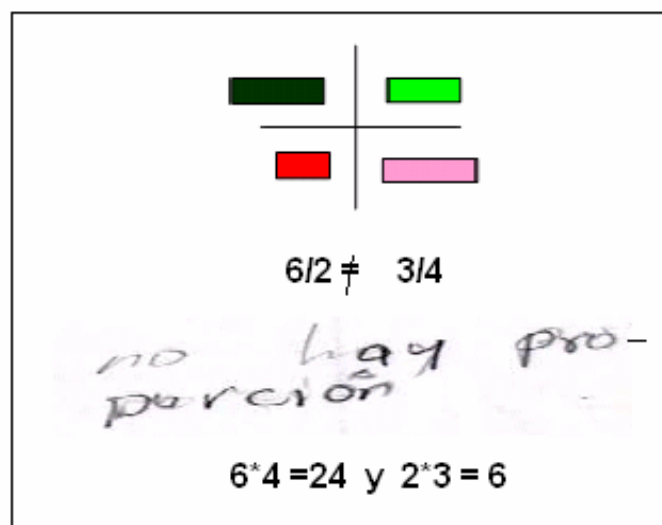 6/2 ≠ 3/4
no hay pro-
porción
6*4 =24 y 2*3 = 6